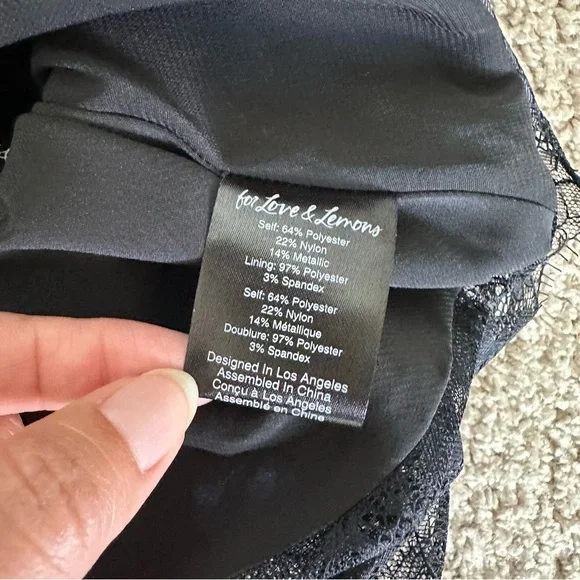 for Love & Lemons
Self: 64% Polyester
22% Nylon
14% Metallic
Lining: 97% Polyester
3% Spandex
Self: 64% Polyester
22% Nylon
14% Métallique
Doublure: 97% Polyester
3% Spandex
Designed In Los Angeles
Assembled In China
Conçu à Los Angeles
Assemblé en Chine